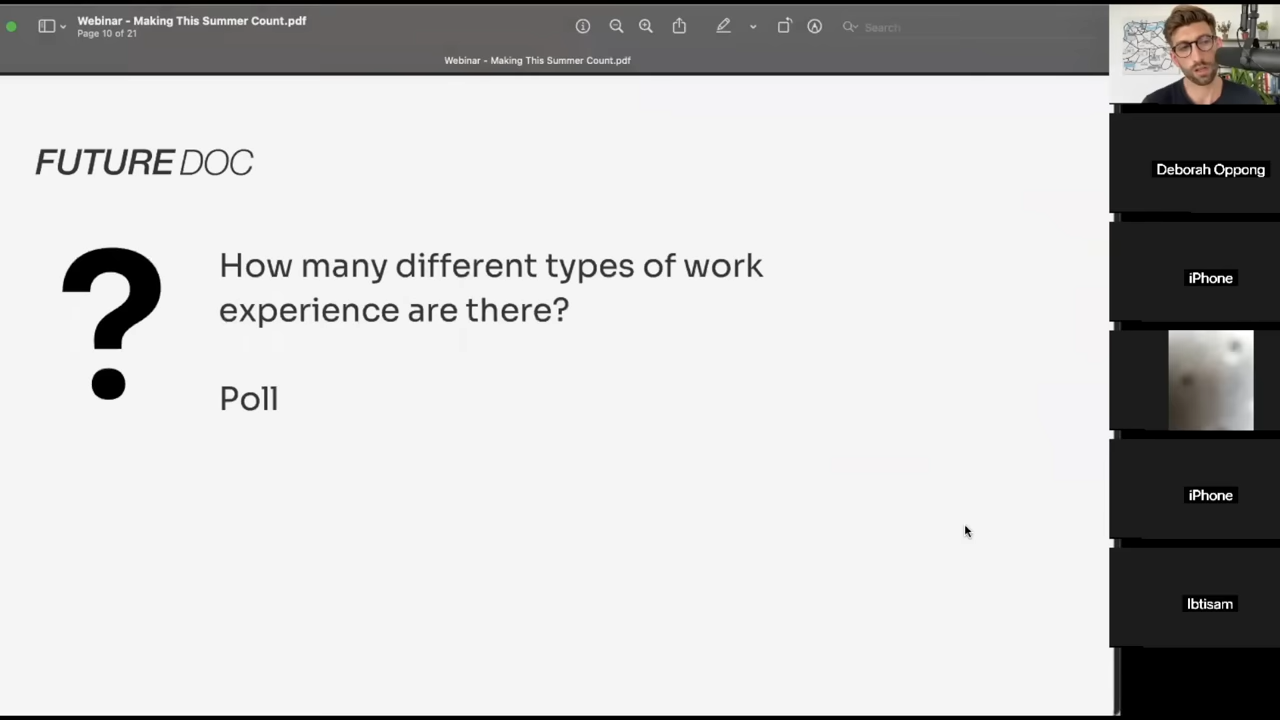 Webinar - Making This Summer Count.pdf
Page 10 of 21
Search
Webinar - Making This Summer Count.pdf
FUTURE DOC
?
How many different types of work
experience are there?
Poll
Deborah Oppong
iPhone
iPhone
Ibtisam